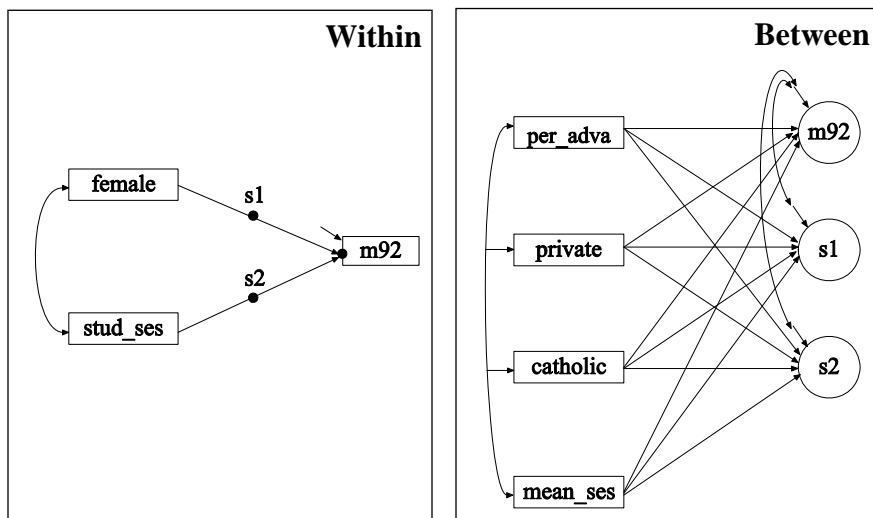 Within
female
s1
m92
s2
stud_ses
Between
per_adva
m92
private
s1
catholic
s2
mean_ses